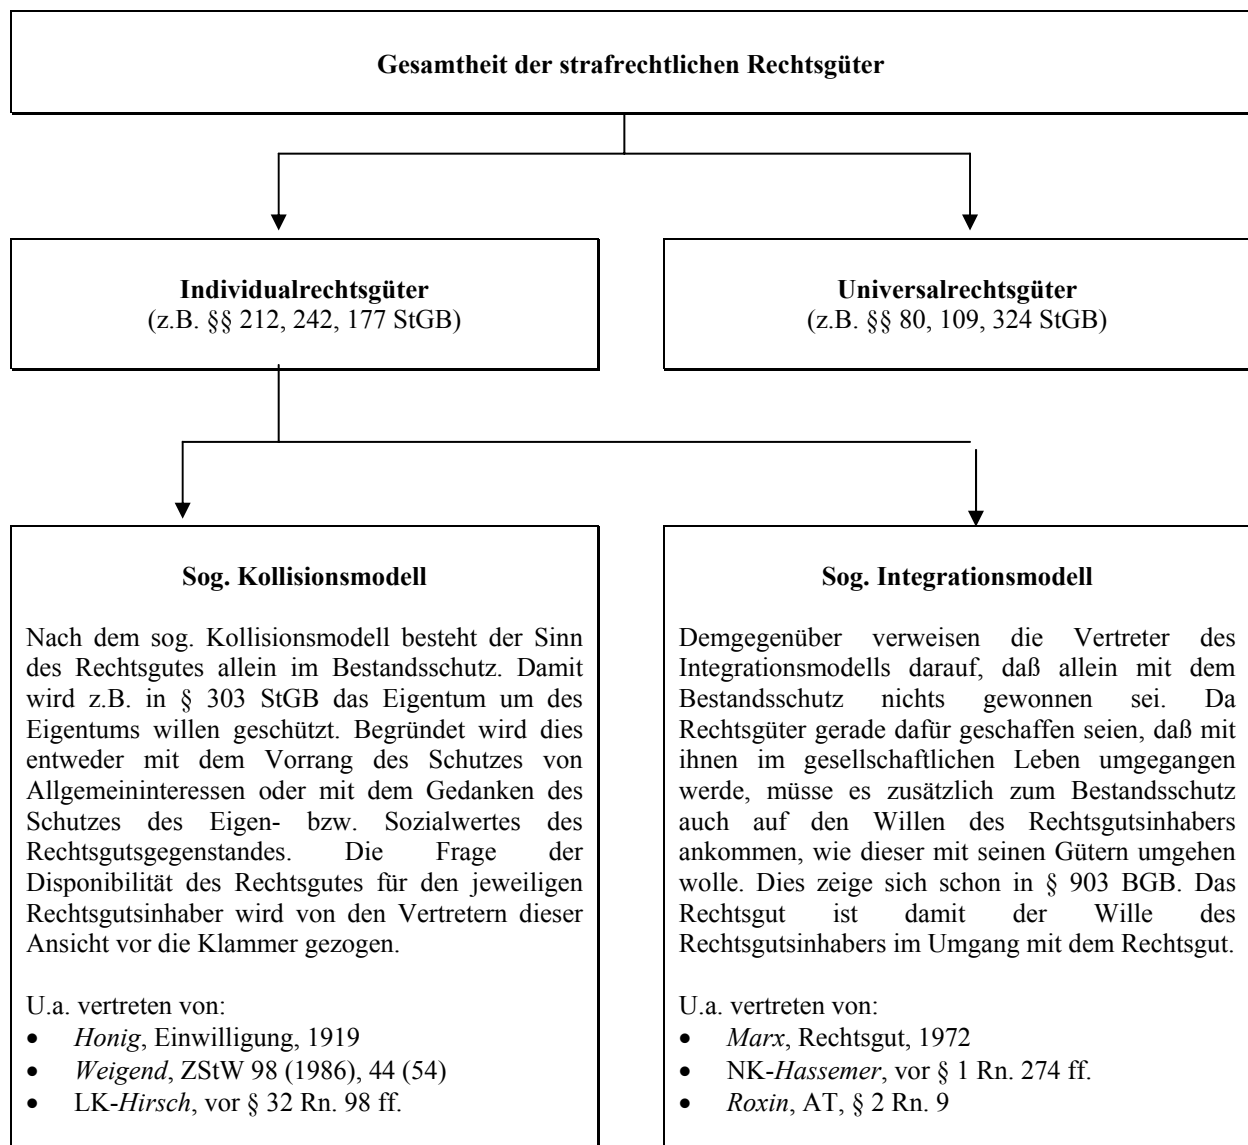 Gesamtheit der strafrechtlichen Rechtsgüter
Individualrechtsgüter
(z.B. §§ 212, 242, 177 StGB)
Universalrechtsgüter
(z.B. §§ 80, 109, 324 StGB)
Sog. Kollisionsmodell
Nach dem sog. Kollisionsmodell besteht der Sinn
des Rechtsgutes allein im Bestandsschutz. Damit
wird z.B. in § 303 StGB das Eigentum um des
Eigentums willen geschützt. Begründet wird dies
entweder mit dem Vorrang des Schutzes von
Allgemeininteressen oder mit dem Gedanken des
Schutzes des Eigen- bzw. Sozialwertes des
Rechtsgutsgegenstandes. Die Frage der
Disponibilität des Rechtsgutes für den jeweiligen
Rechtsgutsinhaber wird von den Vertretern dieser
Ansicht vor die Klammer gezogen.
U.a. vertreten von:
• Honig, Einwilligung, 1919
• Weigend, ZStW 98 (1986), 44 (54)
• LK-Hirsch, vor § 32 Rn. 98 ff.
Sog. Integrationsmodell
Demgegenüber verweisen die Vertreter des
Integrationsmodells darauf, daß allein mit dem
Bestandsschutz nichts gewonnen sei. Da
Rechtsgüter gerade dafür geschaffen seien, daß mit
ihnen im gesellschaftlichen Leben umgegangen
werde, müsse es zusätzlich zum Bestandsschutz
auch auf den Willen des Rechtsgutsinhabers
ankommen, wie dieser mit seinen Gütern umgehen
wolle. Dies zeige sich schon in § 903 BGB. Das
Rechtsgut ist damit der Wille des
Rechtsgutsinhabers im Umgang mit dem Rechtsgut.
U.a. vertreten von:
• Marx, Rechtsgut, 1972
• NK-Hassemer, vor § 1 Rn. 274 ff.
• Roxin, AT, § 2 Rn. 9